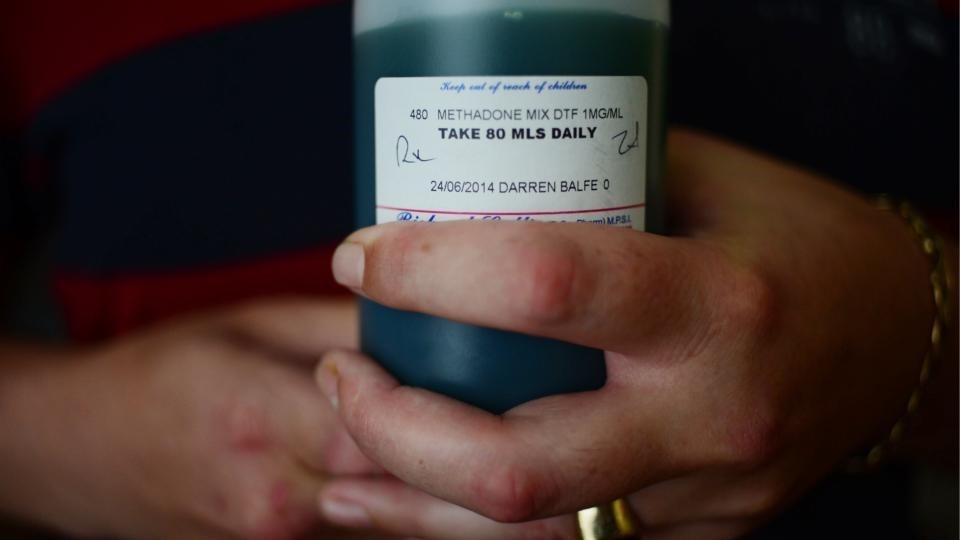 Keep out of reach of children
480 METHADONE MIX DTF 1MG/ML
TAKE 80 MLS DAILY
Rx
24/06/2014 DARREN BALFE 0
M.P.S.I.